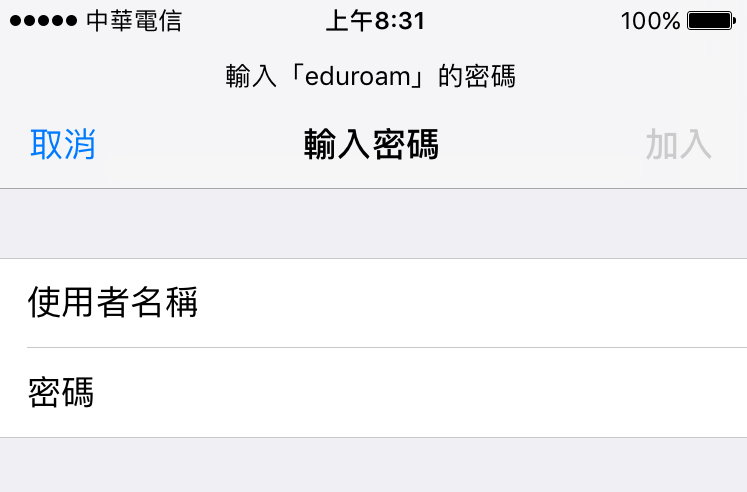 中華電信 上午8:31 100%
輸入「eduroam」的密碼
取消 輸入密碼 加入
使用者名稱
密碼